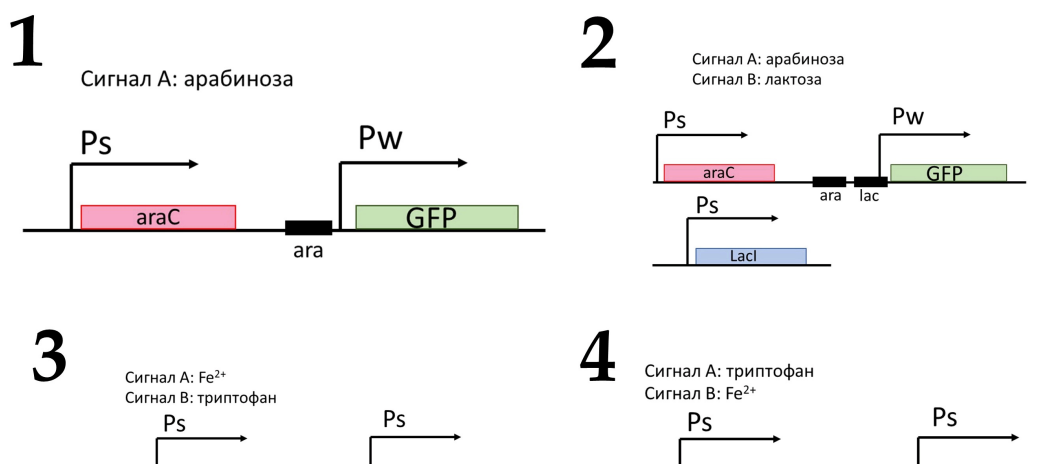 1
Сигнал А: арабиноза
Ps
Pw
araC
GFP
ara
2
Сигнал А: арабиноза
Сигнал В: лактоза
Ps
Pw
araC
GFP
ara
lac
Ps
LacI
3
Сигнал А: Fe²⁺
Сигнал В: триптофан
Ps
Ps
4
Сигнал А: триптофан
Сигнал В: Fe²⁺
Ps
Ps